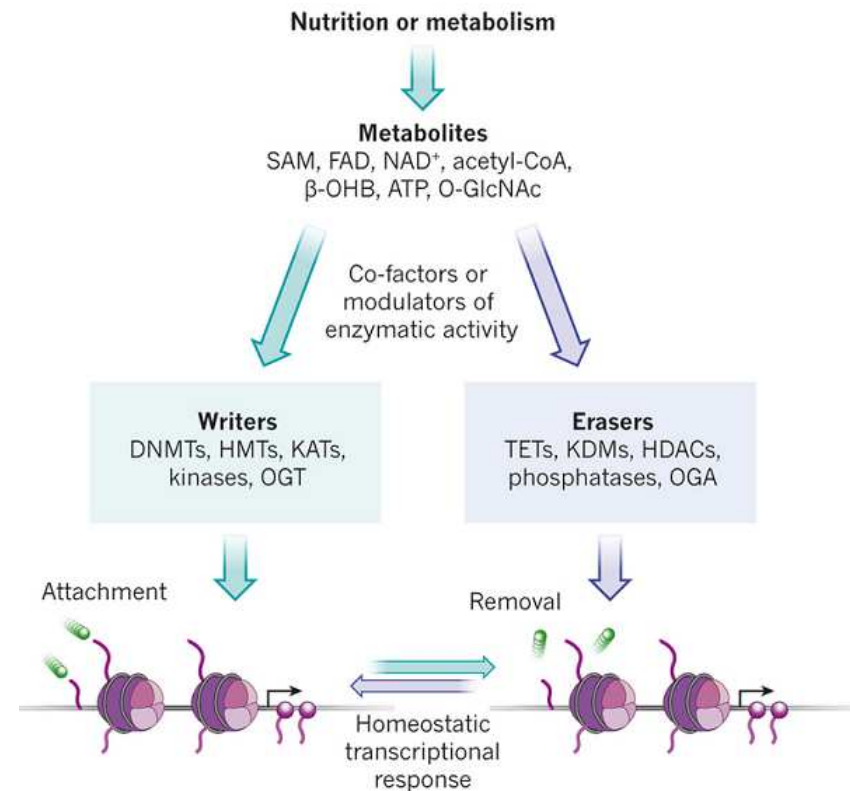 Nutrition or metabolism
Metabolites
SAM, FAD, NAD⁺, acetyl-CoA,
β-OHB, ATP, O-GlcNAc
Co-factors or
modulators of
enzymatic activity
Writers
DNMTs, HMTs, KATs,
kinases, OGT
Erasers
TETs, KDMs, HDACs,
phosphatases, OGA
Attachment
Removal
Homeostatic
transcriptional
response